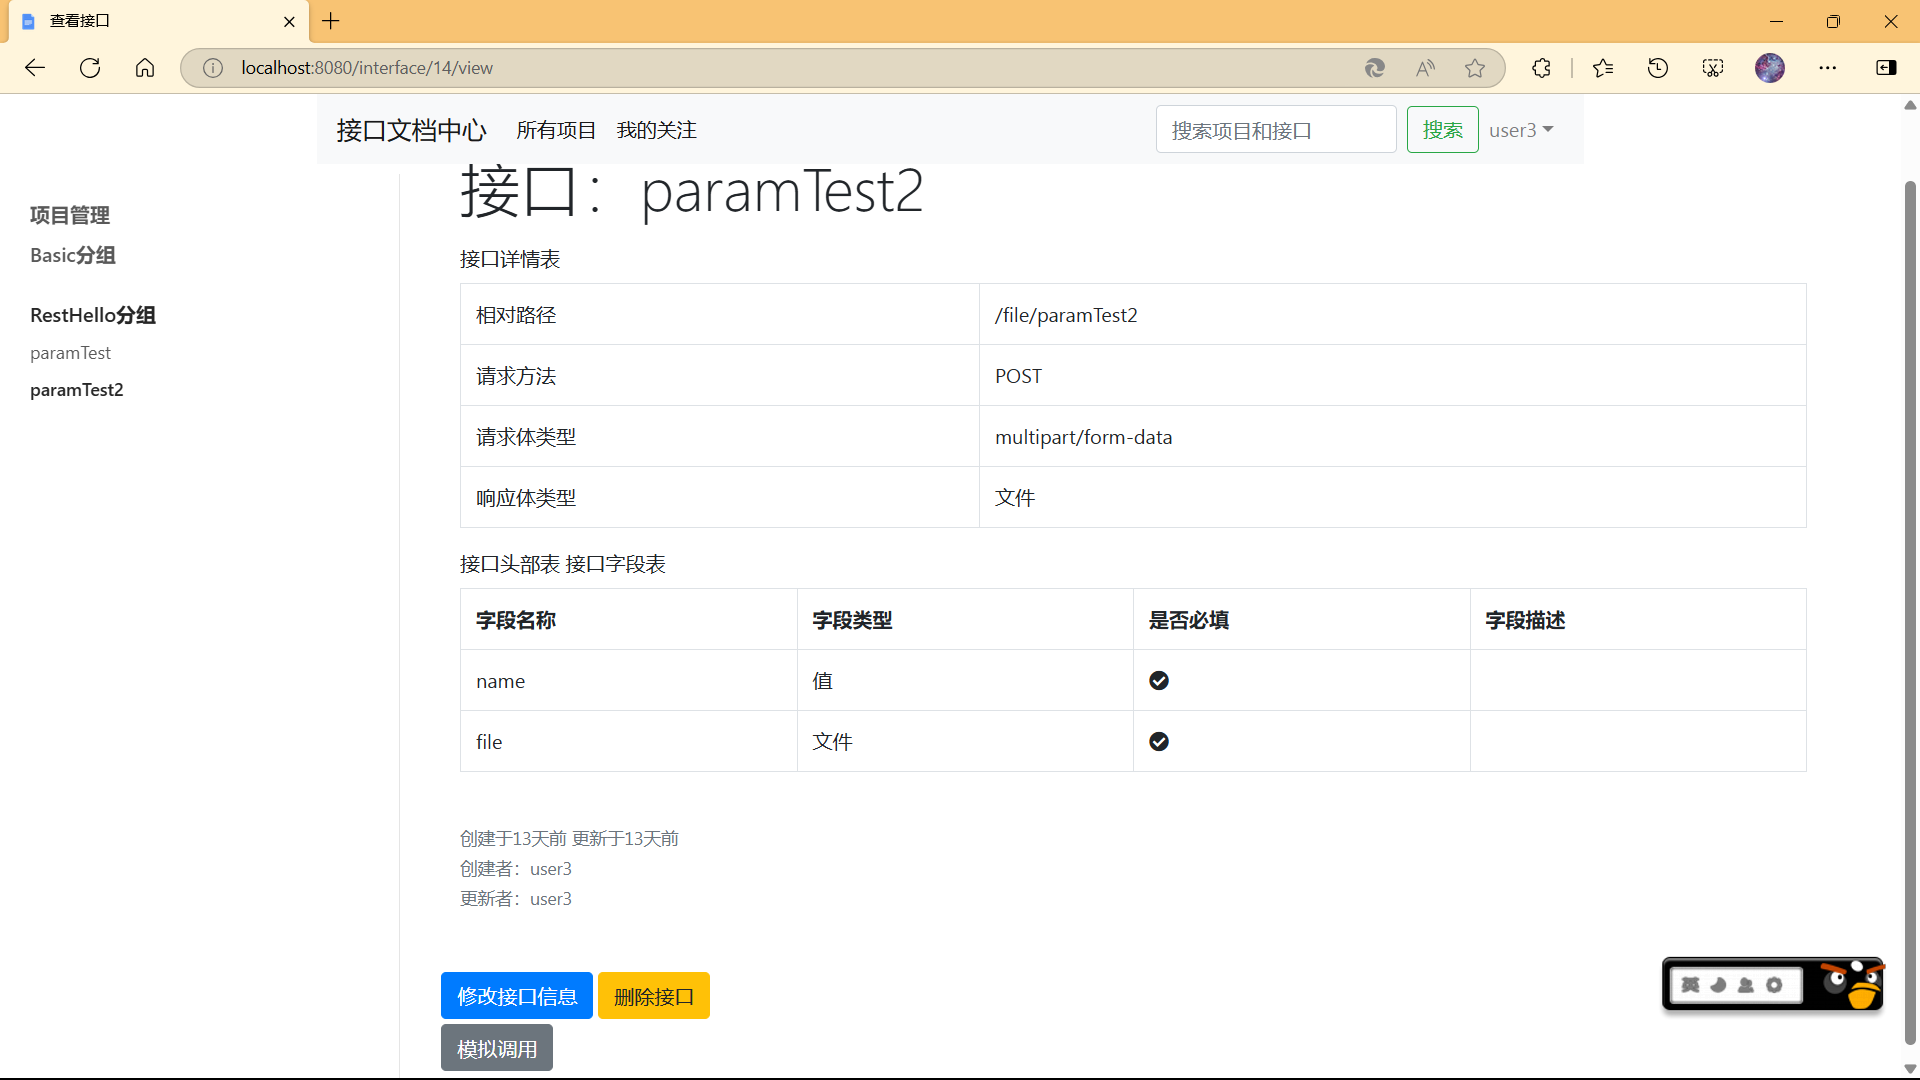 查看接口
localhost:8080/interface/14/view
接口文档中心 所有项目 我的关注 搜索项目和接口 搜索 user3
项目管理
Basic分组
RestHello分组
paramTest
paramTest2
接口：paramTest2
接口详情表
相对路径 /file/paramTest2
请求方法 POST
请求体类型 multipart/form-data
响应体类型 文件
接口头部表 接口字段表
字段名称 字段类型 是否必填 字段描述
name 值
file 文件
创建于13天前 更新于13天前
创建者：user3
更新者：user3
修改接口信息 删除接口
模拟调用
英